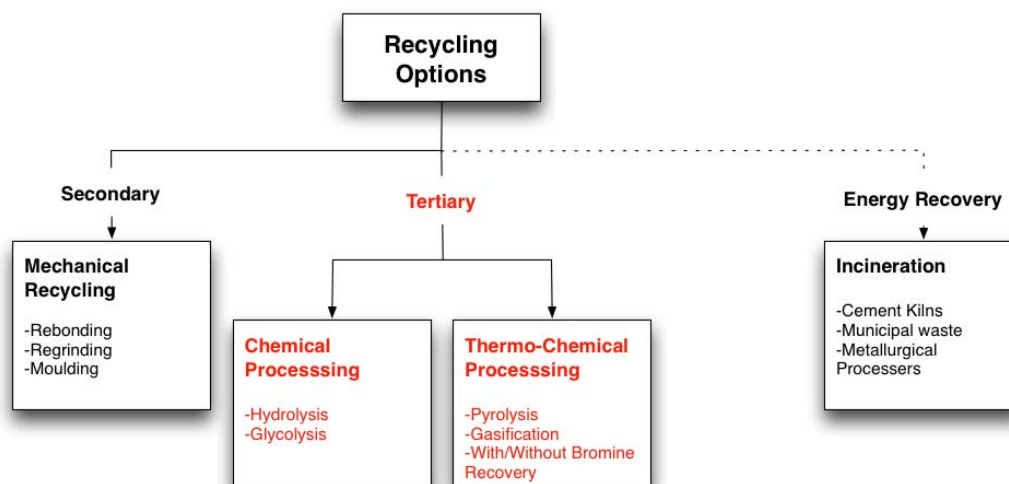 Recycling
Options
Secondary
Tertiary
Energy Recovery
Mechanical
Recycling
-Rebonding
-Regrinding
-Moulding
Chemical
Processsing
-Hydrolysis
-Glycolysis
Thermo-Chemical
Processsing
-Pyrolysis
-Gasification
-With/Without Bromine
Recovery
Incineration
-Cement Kilns
-Municipal waste
-Metallurgical
Processers